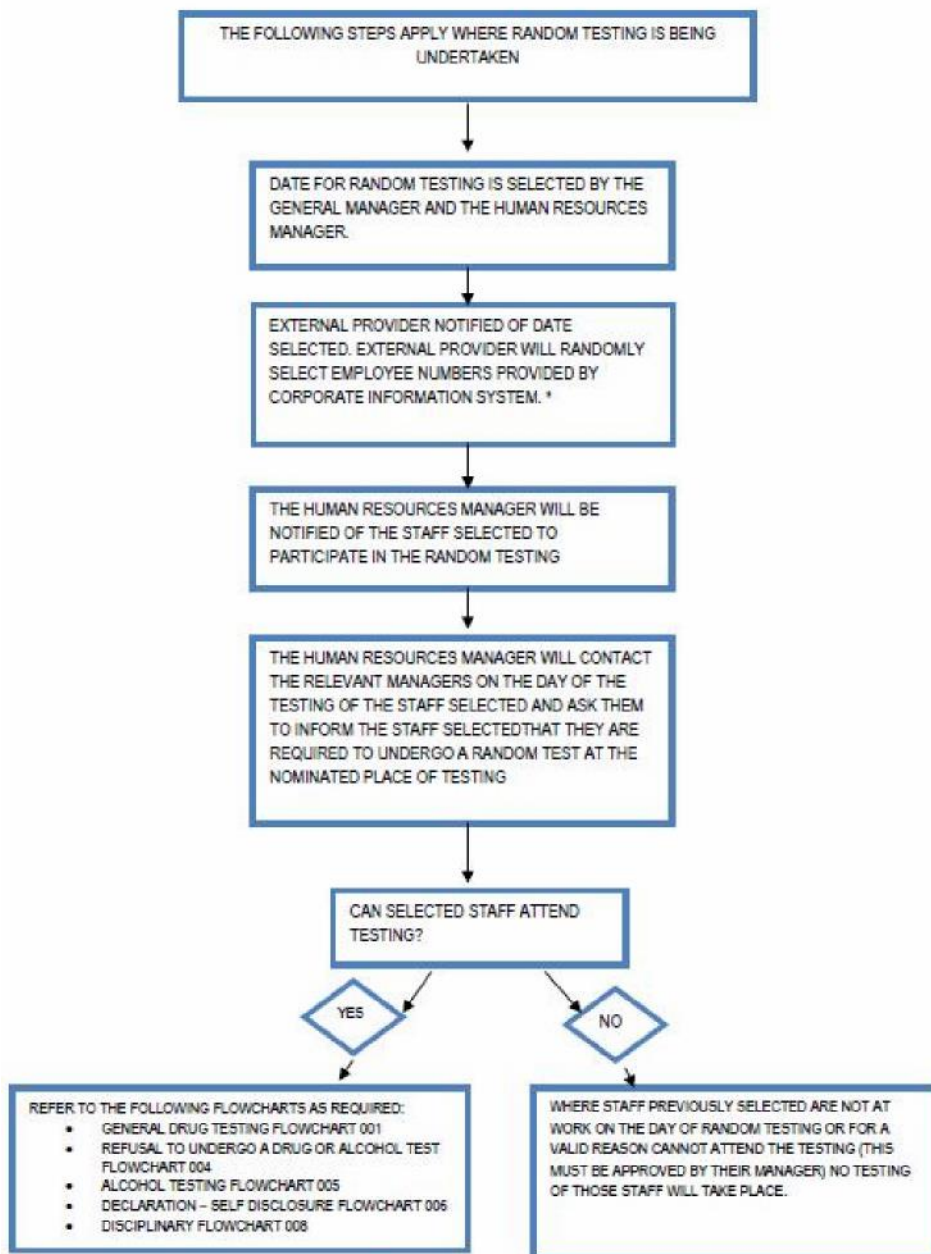 THE FOLLOWING STEPS APPLY WHERE RANDOM TESTING IS BEING
UNDERTAKEN
DATE FOR RANDOM TESTING IS SELECTED BY THE
GENERAL MANAGER AND THE HUMAN RESOURCES
MANAGER.
EXTERNAL PROVIDER NOTIFIED OF DATE
SELECTED. EXTERNAL PROVIDER WILL RANDOMLY
SELECT EMPLOYEE NUMBERS PROVIDED BY
CORPORATE INFORMATION SYSTEM. *
THE HUMAN RESOURCES MANAGER WILL BE
NOTIFIED OF THE STAFF SELECTED TO
PARTICIPATE IN THE RANDOM TESTING
THE HUMAN RESOURCES MANAGER WILL CONTACT
THE RELEVANT MANAGERS ON THE DAY OF THE
TESTING OF THE STAFF SELECTED AND ASK THEM
TO INFORM THE STAFF SELECTEDTHAT THEY ARE
REQUIRED TO UNDERGO A RANDOM TEST AT THE
NOMINATED PLACE OF TESTING
CAN SELECTED STAFF ATTEND
TESTING?
YES
NO
REFER TO THE FOLLOWING FLOWCHARTS AS REQUIRED:
• GENERAL DRUG TESTING FLOWCHART 001
• REFUSAL TO UNDERGO A DRUG OR ALCOHOL TEST
FLOWCHART 004
• ALCOHOL TESTING FLOWCHART 005
• DECLARATION – SELF DISCLOSURE FLOWCHART 006
• DISCIPLINARY FLOWCHART 008
WHERE STAFF PREVIOUSLY SELECTED ARE NOT AT
WORK ON THE DAY OF RANDOM TESTING OR FOR A
VALID REASON CANNOT ATTEND THE TESTING (THIS
MUST BE APPROVED BY THEIR MANAGER) NO TESTING
OF THOSE STAFF WILL TAKE PLACE.